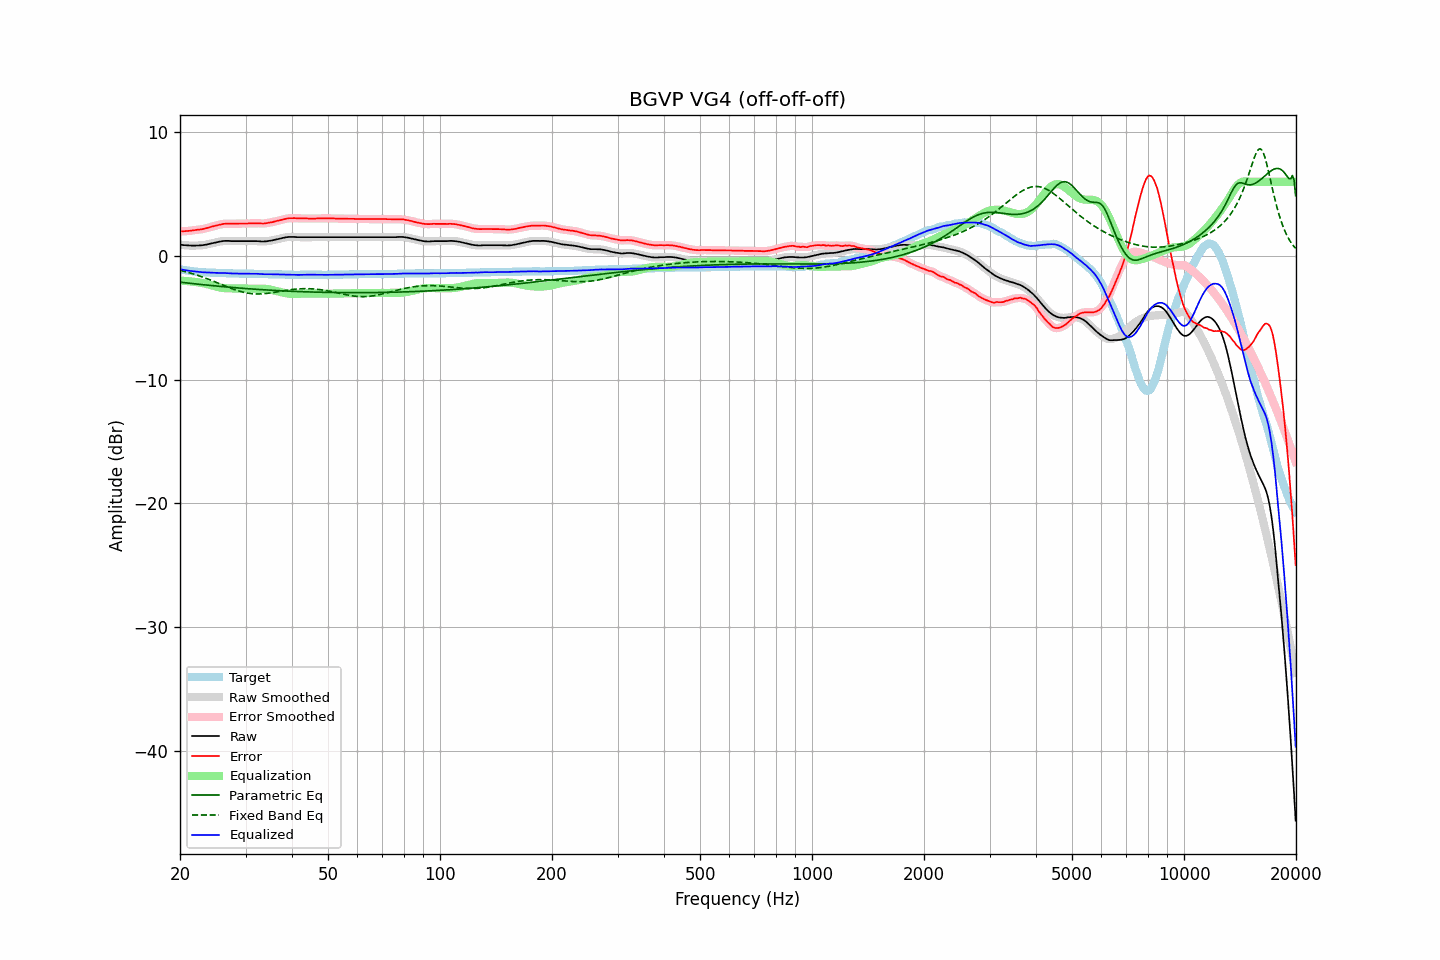 BGVP VG4 (off-off-off)
Amplitude (dBr)
10
0
−10
−20
−30
−40
Target
Raw Smoothed
Error Smoothed
Raw
Error
Equalization
Parametric Eq
Fixed Band Eq
Equalized
20 50 100 200 500 1000 2000 5000 10000 20000
Frequency (Hz)